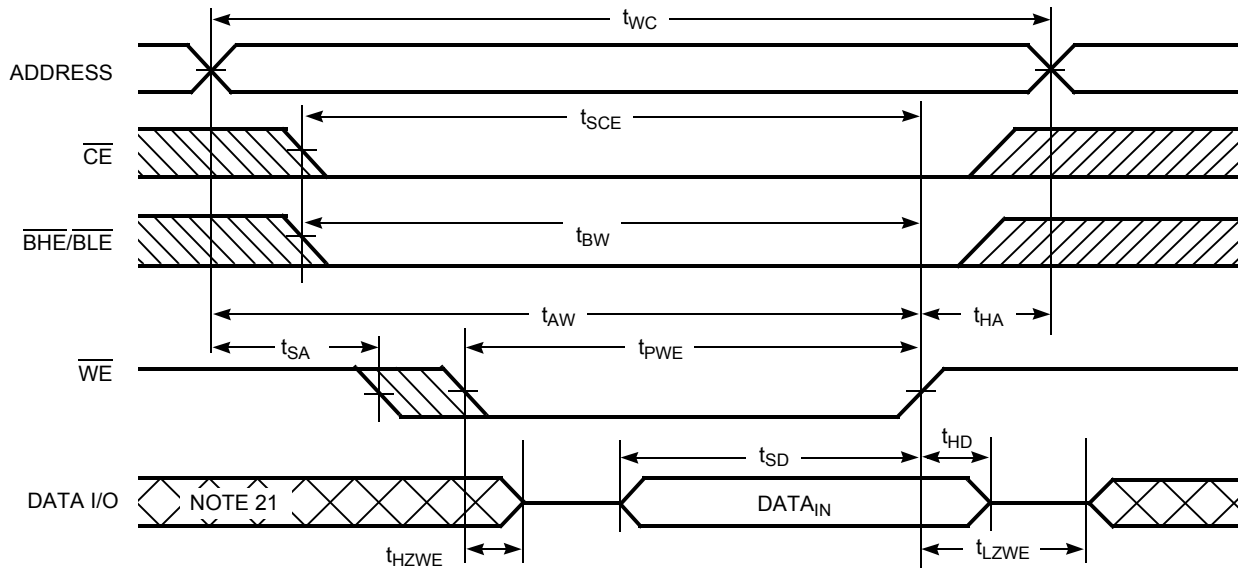 tWC
ADDRESS
tSCE
CE
tBW
BHE/BLE
tAW
tHA
tSA
tPWE
WE
tSD
tHD
DATA I/O
NOTE 21
DATAIN
tHZWE
tLZWE